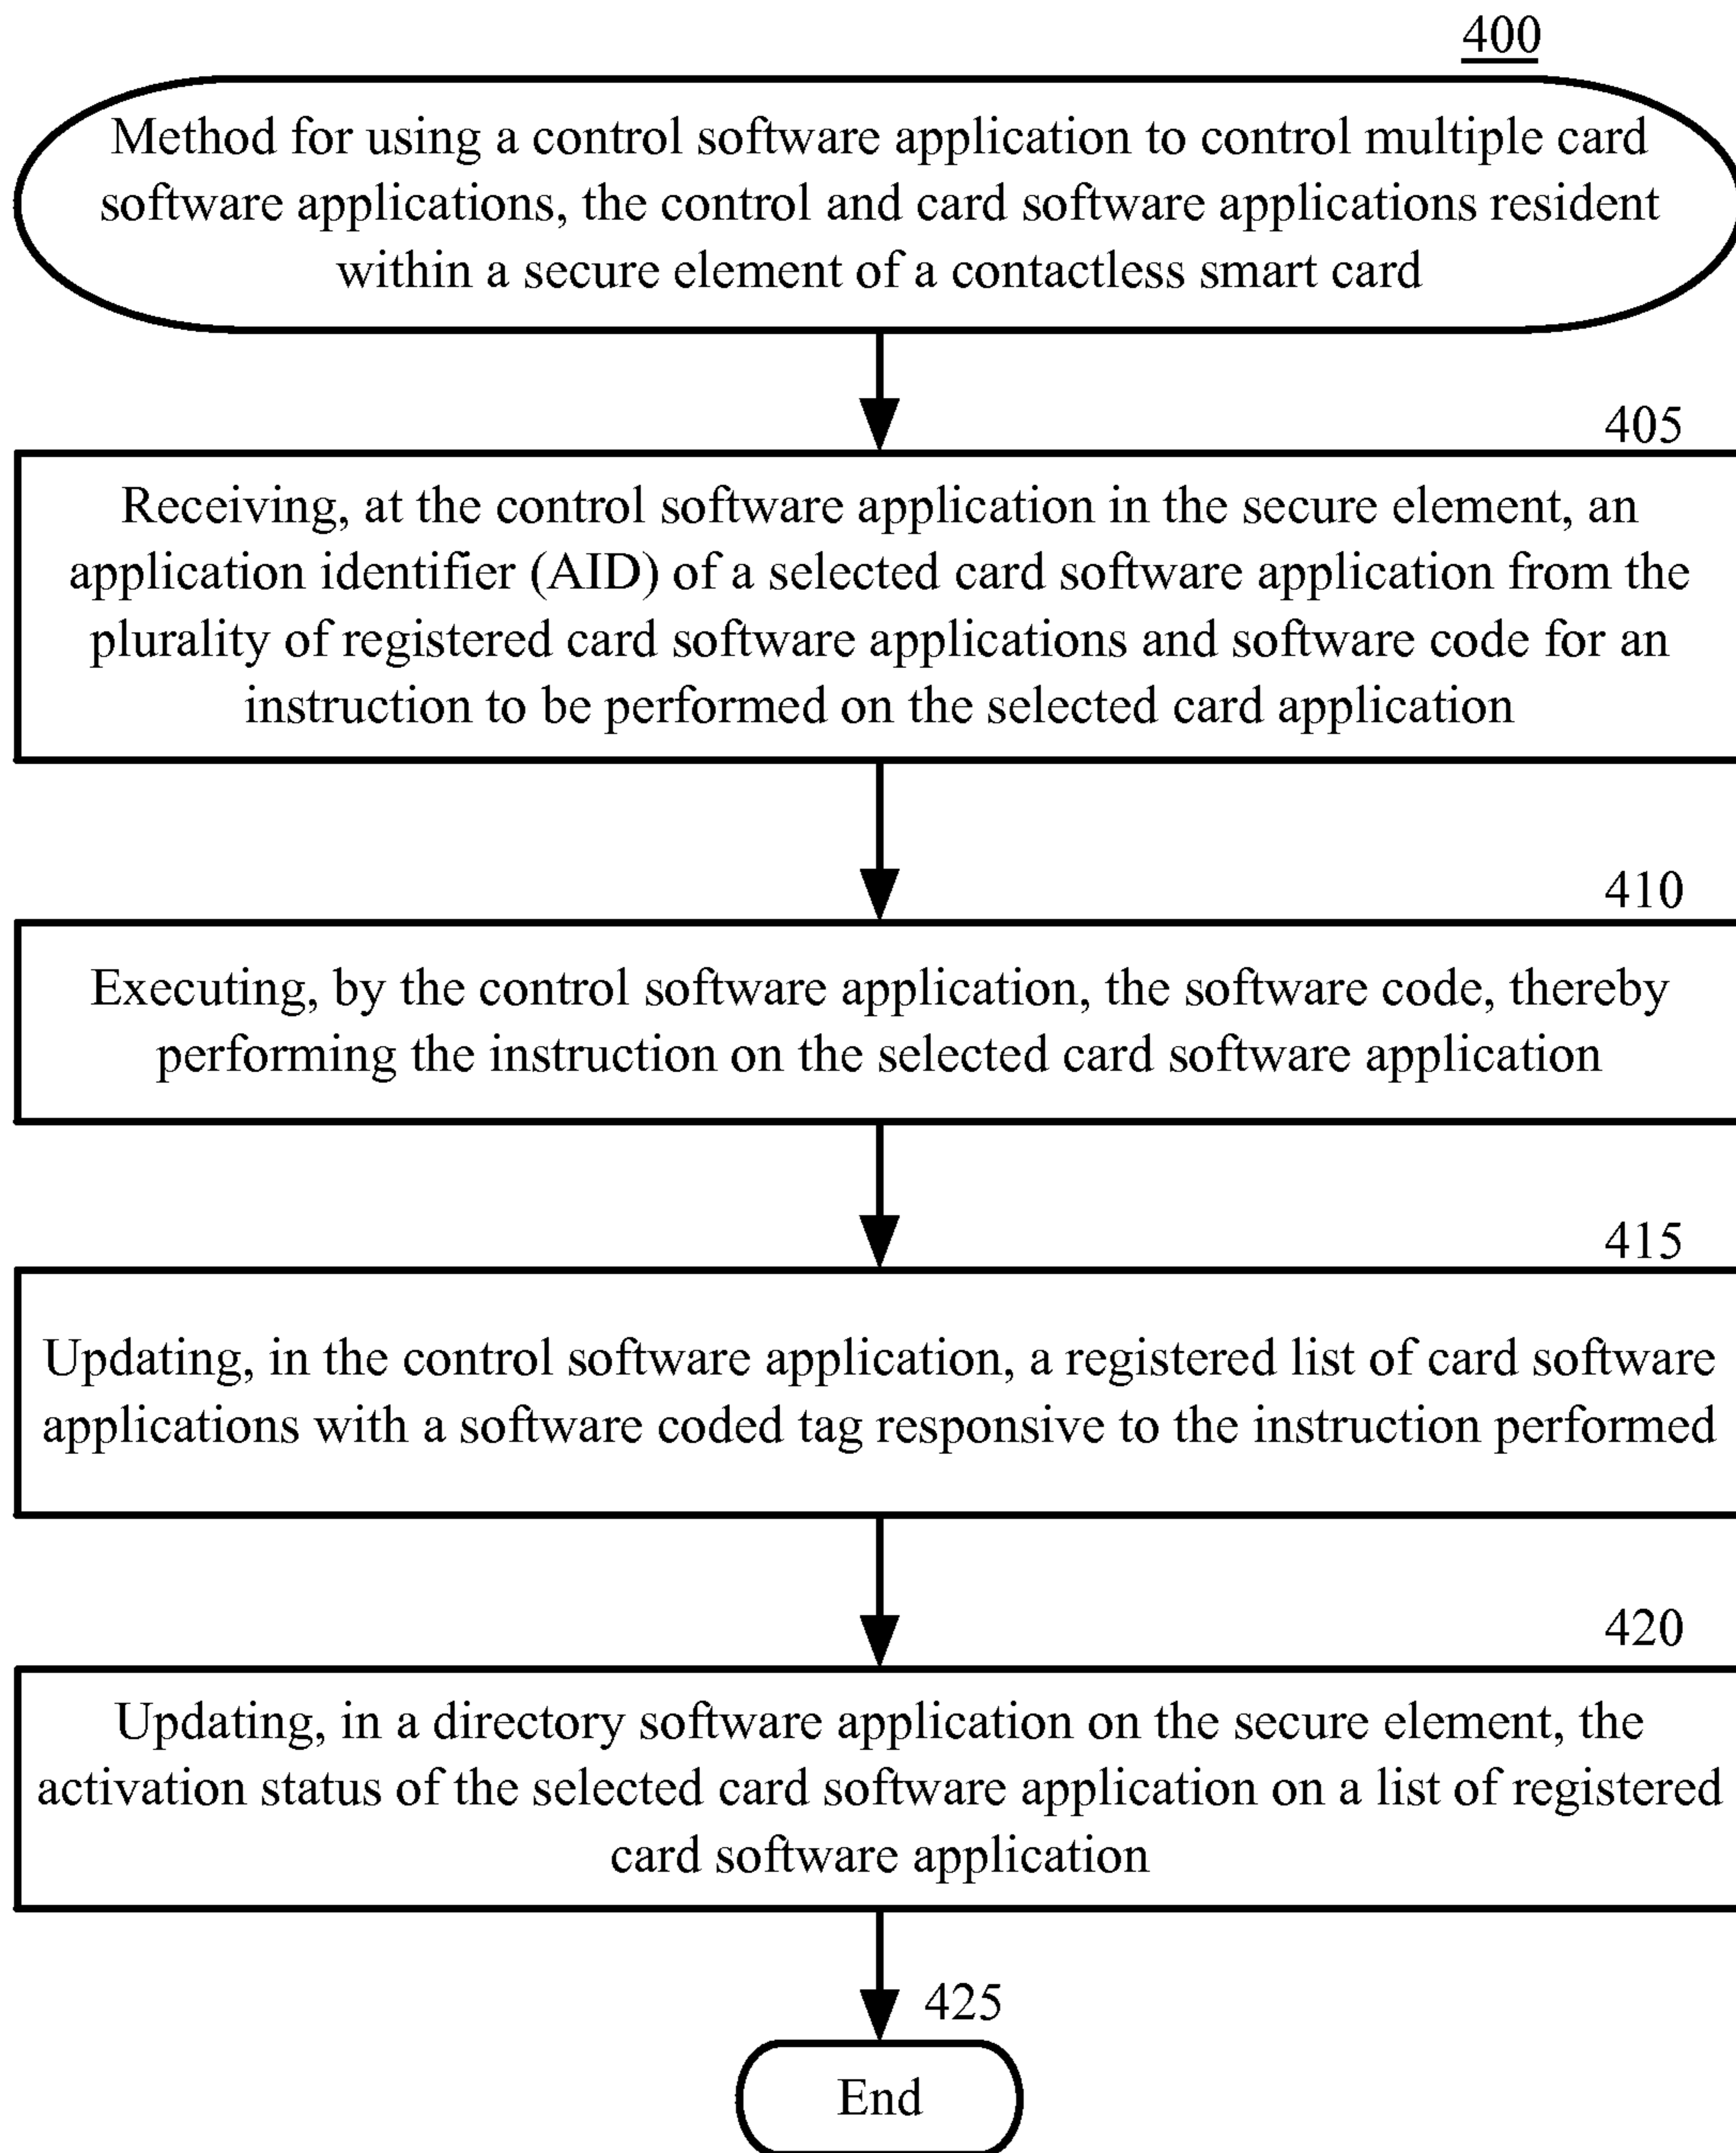 400
Method for using a control software application to control multiple card
software applications, the control and card software applications resident
within a secure element of a contactless smart card
405
Receiving, at the control software application in the secure element, an
application identifier (AID) of a selected card software application from the
plurality of registered card software applications and software code for an
instruction to be performed on the selected card application
410
Executing, by the control software application, the software code, thereby
performing the instruction on the selected card software application
415
Updating, in the control software application, a registered list of card software
applications with a software coded tag responsive to the instruction performed
420
Updating, in a directory software application on the secure element, the
activation status of the selected card software application on a list of registered
card software application
425
End